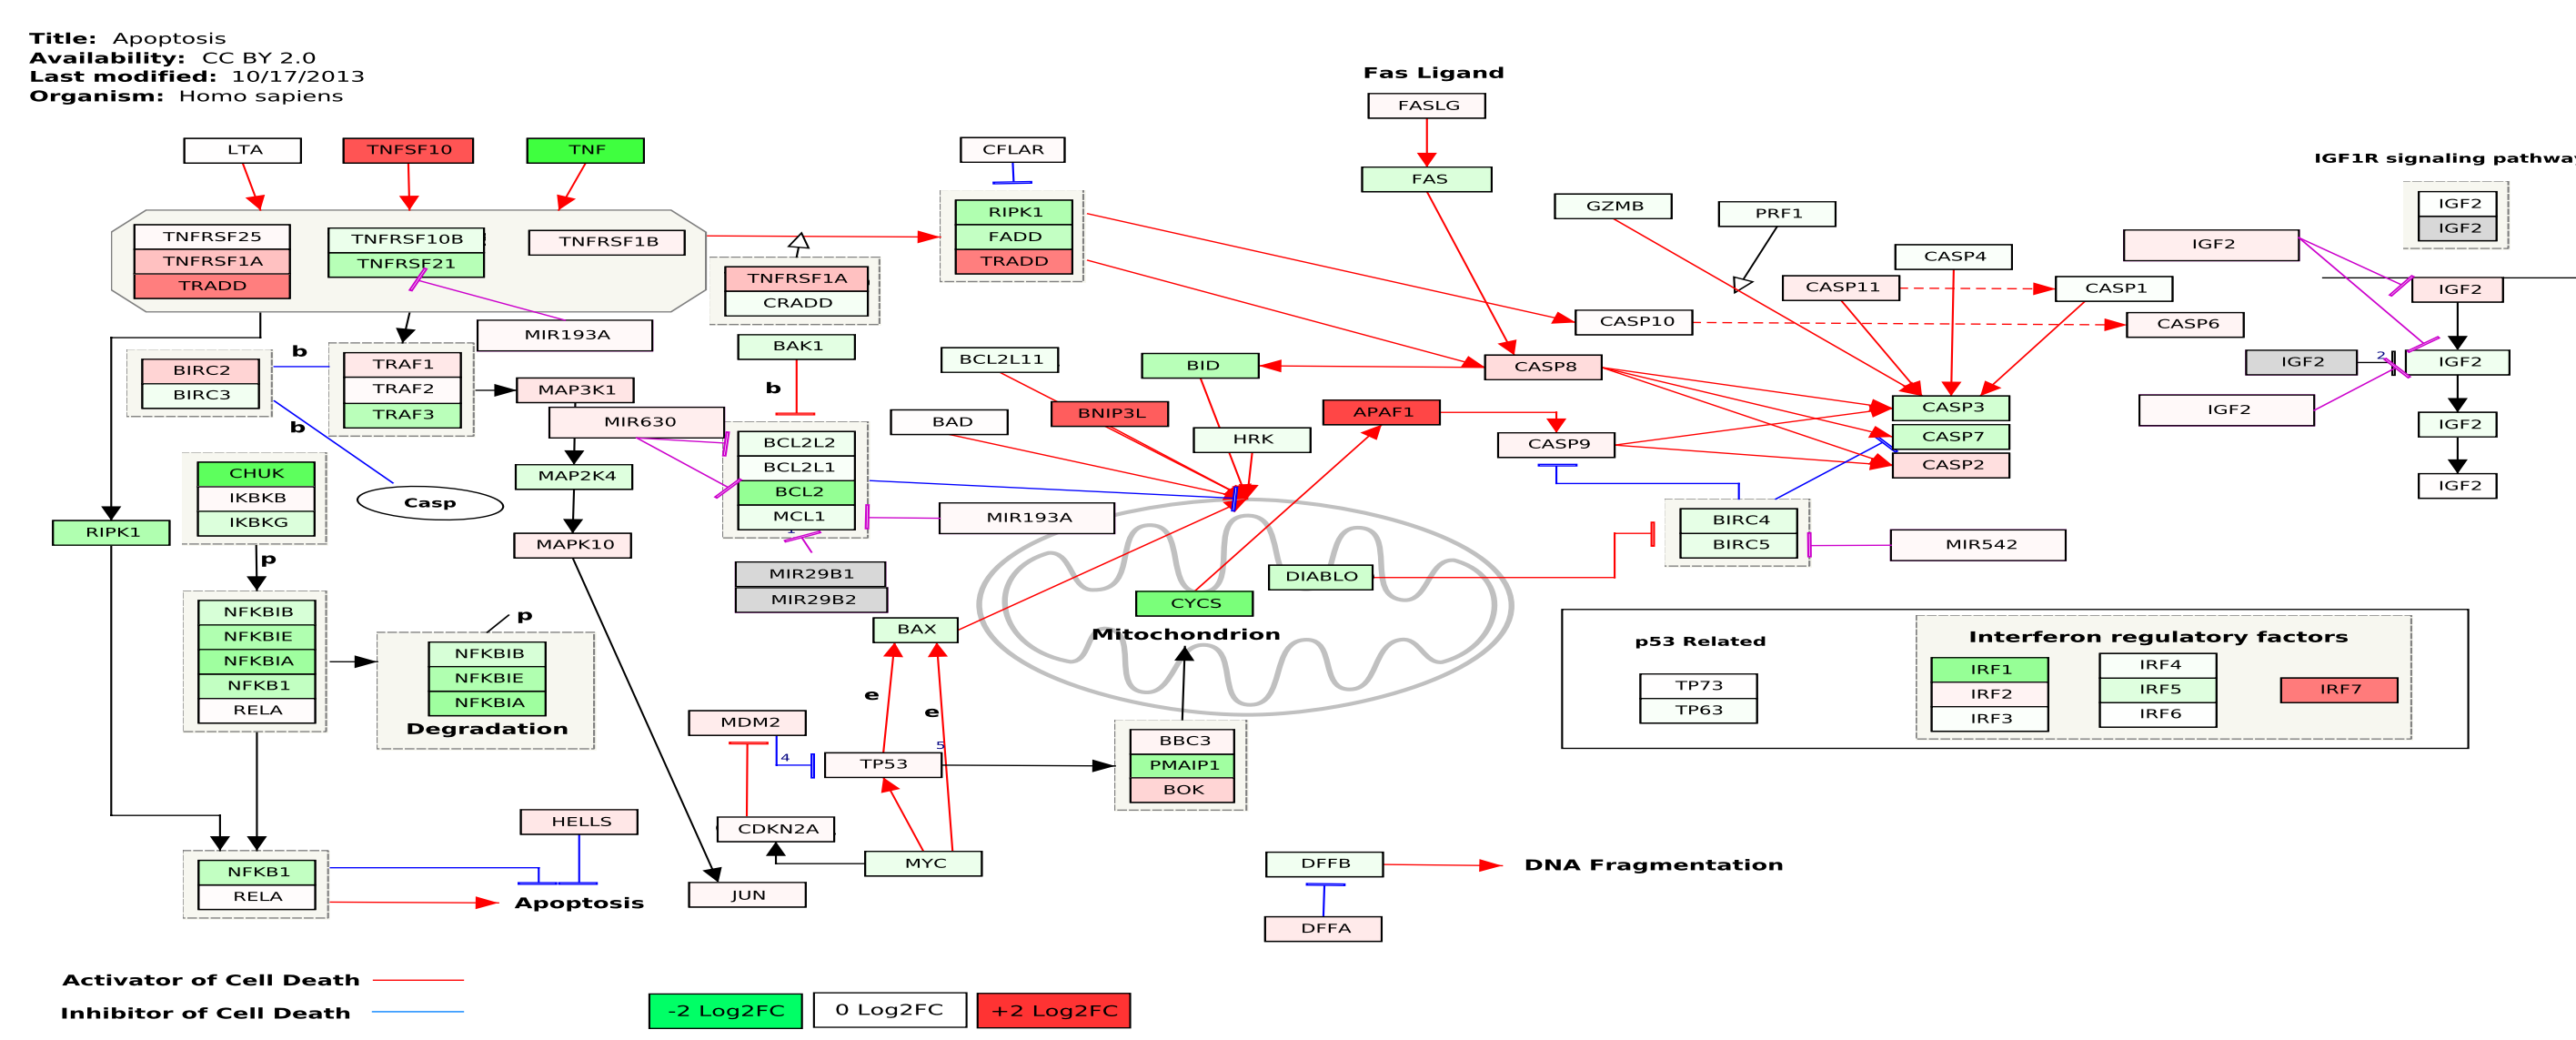 Title: Apoptosis
Availability: CC BY 2.0
Last modified: 10/17/2013
Organism: Homo sapiens
Fas Ligand
FASLG
LTA
TNFSF10
TNF
CFLAR
FAS
IGF1R signaling pathway
TNFRSF25
TNFRSF1A
TRADD
TNFRSF10B
TNFRSF21
TNFRSF1B
MIR193A
TNFRSF1A
CRADD
RIPK1
FADD
TRADD
GZMB
PRF1
CASP4
CASP11
CASP1
CASP10
CASP6
IGF2
IGF2
IGF2
IGF2
IGF2
2
IGF2
IGF2
IGF2
IGF2
BIRC2
BIRC3
b
b
Casp
TRAF1
TRAF2
TRAF3
MAP3K1
MIR630
MAP2K4
MAPK10
BAK1
b
BCL2L2
BCL2L1
BCL2
MCL1
1
MIR29B1
MIR29B2
BCL2L11
BAD
BNIP3L
BID
HRK
MIR193A
APAF1
CASP8
CASP9
CASP3
CASP7
CASP2
BIRC4
BIRC5
MIR542
DIABLO
CYCS
Mitochondrion
BAX
RIPK1
CHUK
IKBKB
IKBKG
p
NFKBIB
NFKBIE
NFKBIA
NFKB1
RELA
p
NFKBIB
NFKBIE
NFKBIA
Degradation
e
e
MDM2
4
TP53
5
BBC3
PMAIP1
BOK
CDKN2A
MYC
JUN
HELLS
NFKB1
RELA
Apoptosis
p53 Related
TP73
TP63
Interferon regulatory factors
IRF1
IRF2
IRF3
IRF4
IRF5
IRF6
IRF7
DFFB
DNA Fragmentation
DFFA
Activator of Cell Death
Inhibitor of Cell Death
-2 Log2FC
0 Log2FC
+2 Log2FC